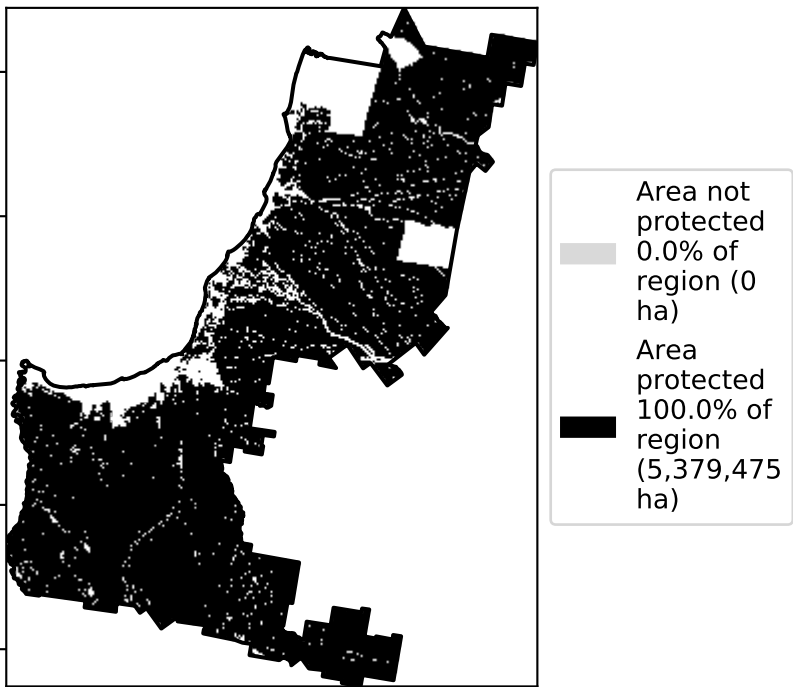 Area not
protected
0.0% of
region (0
ha)
Area
protected
100.0% of
region
(5,379,475
ha)